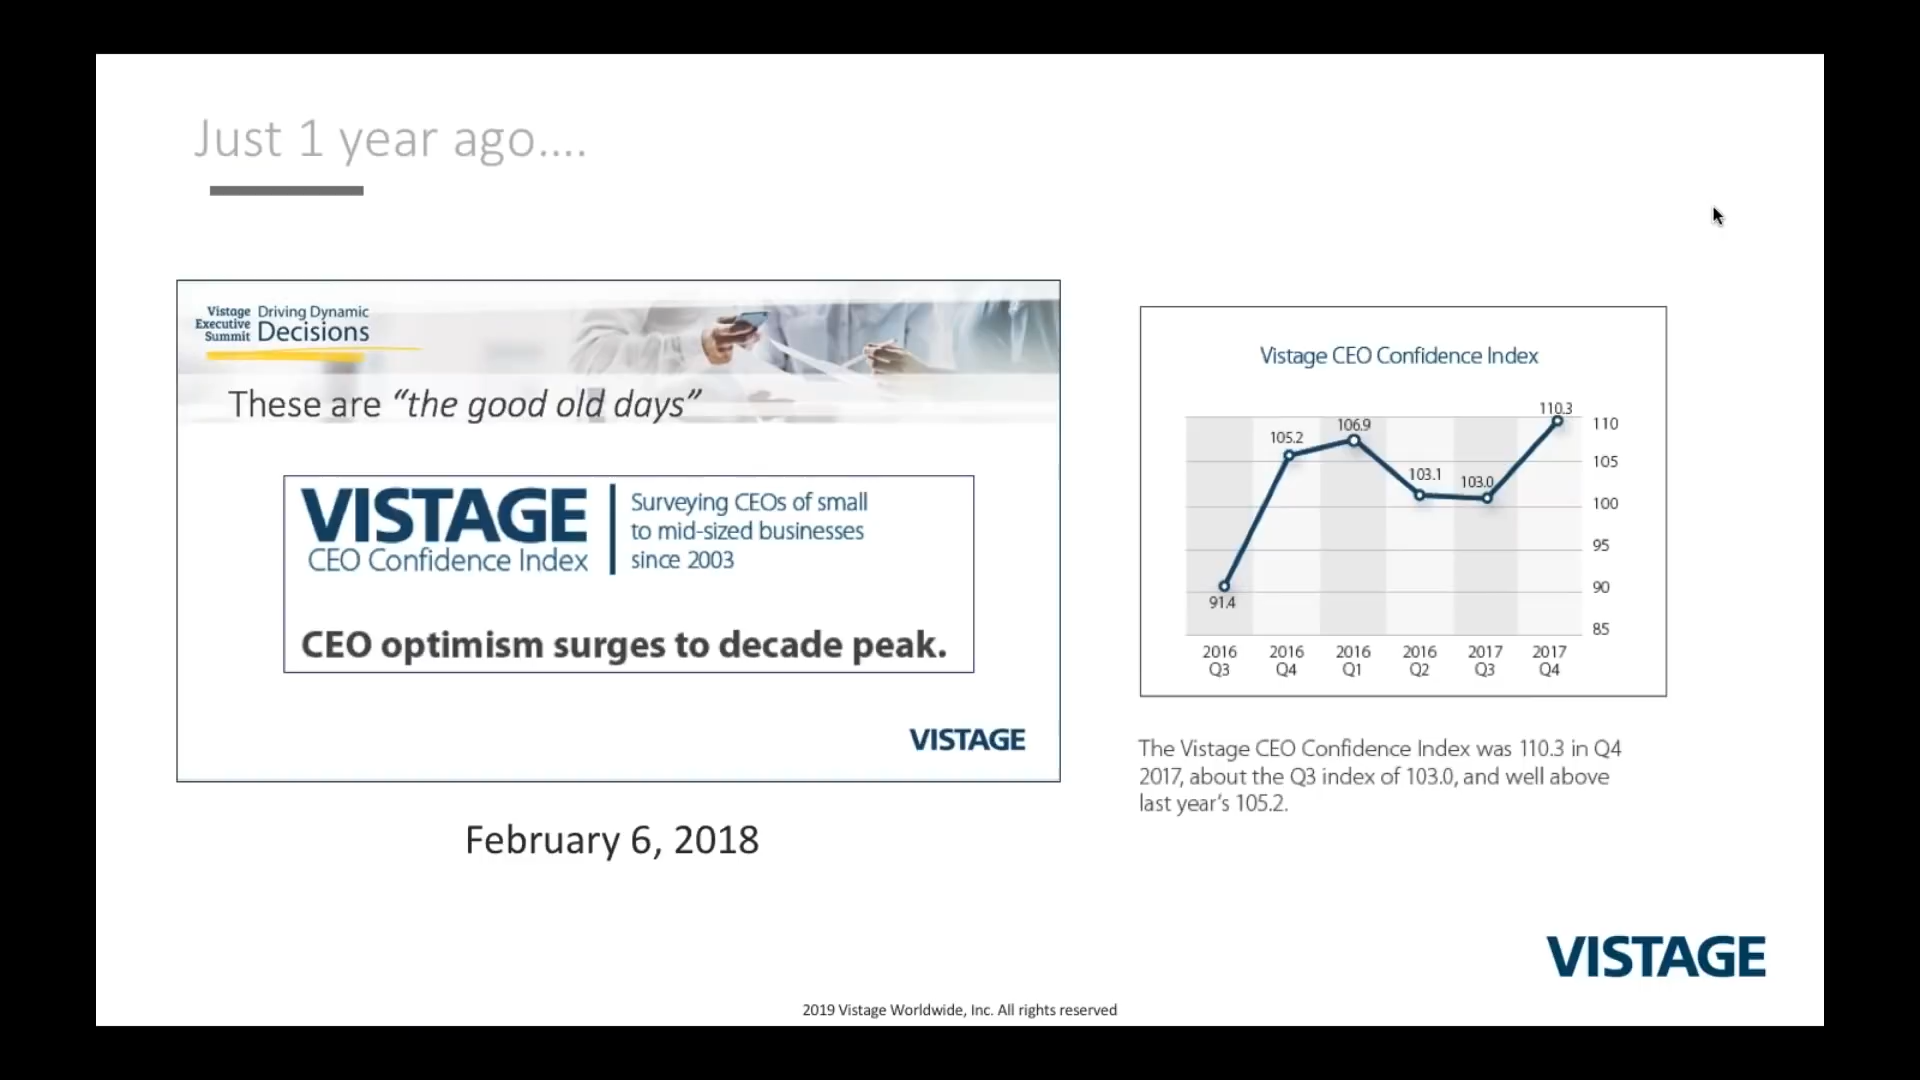 Just 1 year ago....
Vistage
Executive
Summit
Driving Dynamic
Decisions
These are “the good old days”
VISTAGE
CEO Confidence Index
Surveying CEOs of small
to mid-sized businesses
since 2003
CEO optimism surges to decade peak.
VISTAGE
February 6, 2018
Vistage CEO Confidence Index
91.4
105.2
106.9
103.1
103.0
110.3
110
105
100
95
90
85
2016 2016 2016 2016 2017 2017
Q3 Q4 Q1 Q2 Q3 Q4
The Vistage CEO Confidence Index was 110.3 in Q4
2017, about the Q3 index of 103.0, and well above
last year's 105.2.
VISTAGE
2019 Vistage Worldwide, Inc. All rights reserved